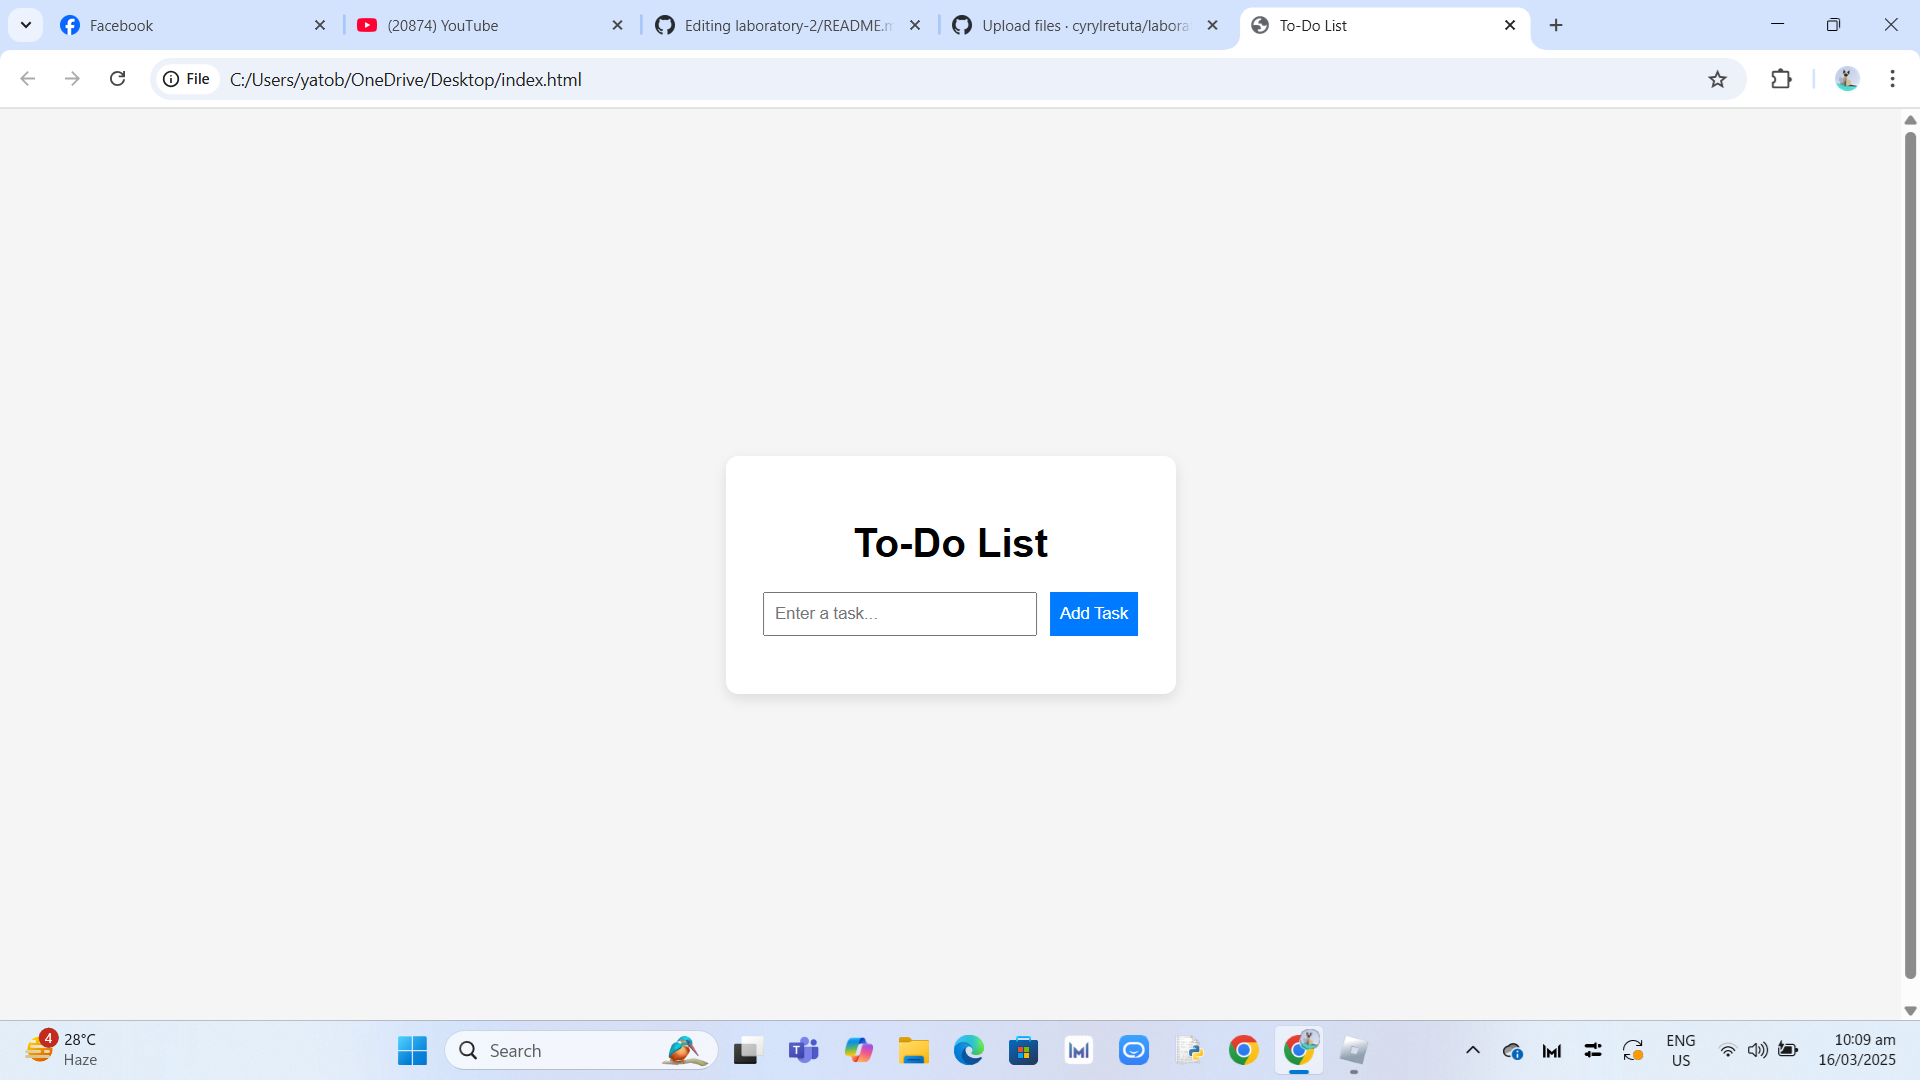 Facebook
(20874) YouTube
Editing laboratory-2/README.m
Upload files · cyrylretuta/labora
To-Do List
File
C:/Users/yatob/OneDrive/Desktop/index.html
To-Do List
Enter a task...
Add Task
4
28°C
Haze
Search
ENG
US
10:09 am
16/03/2025